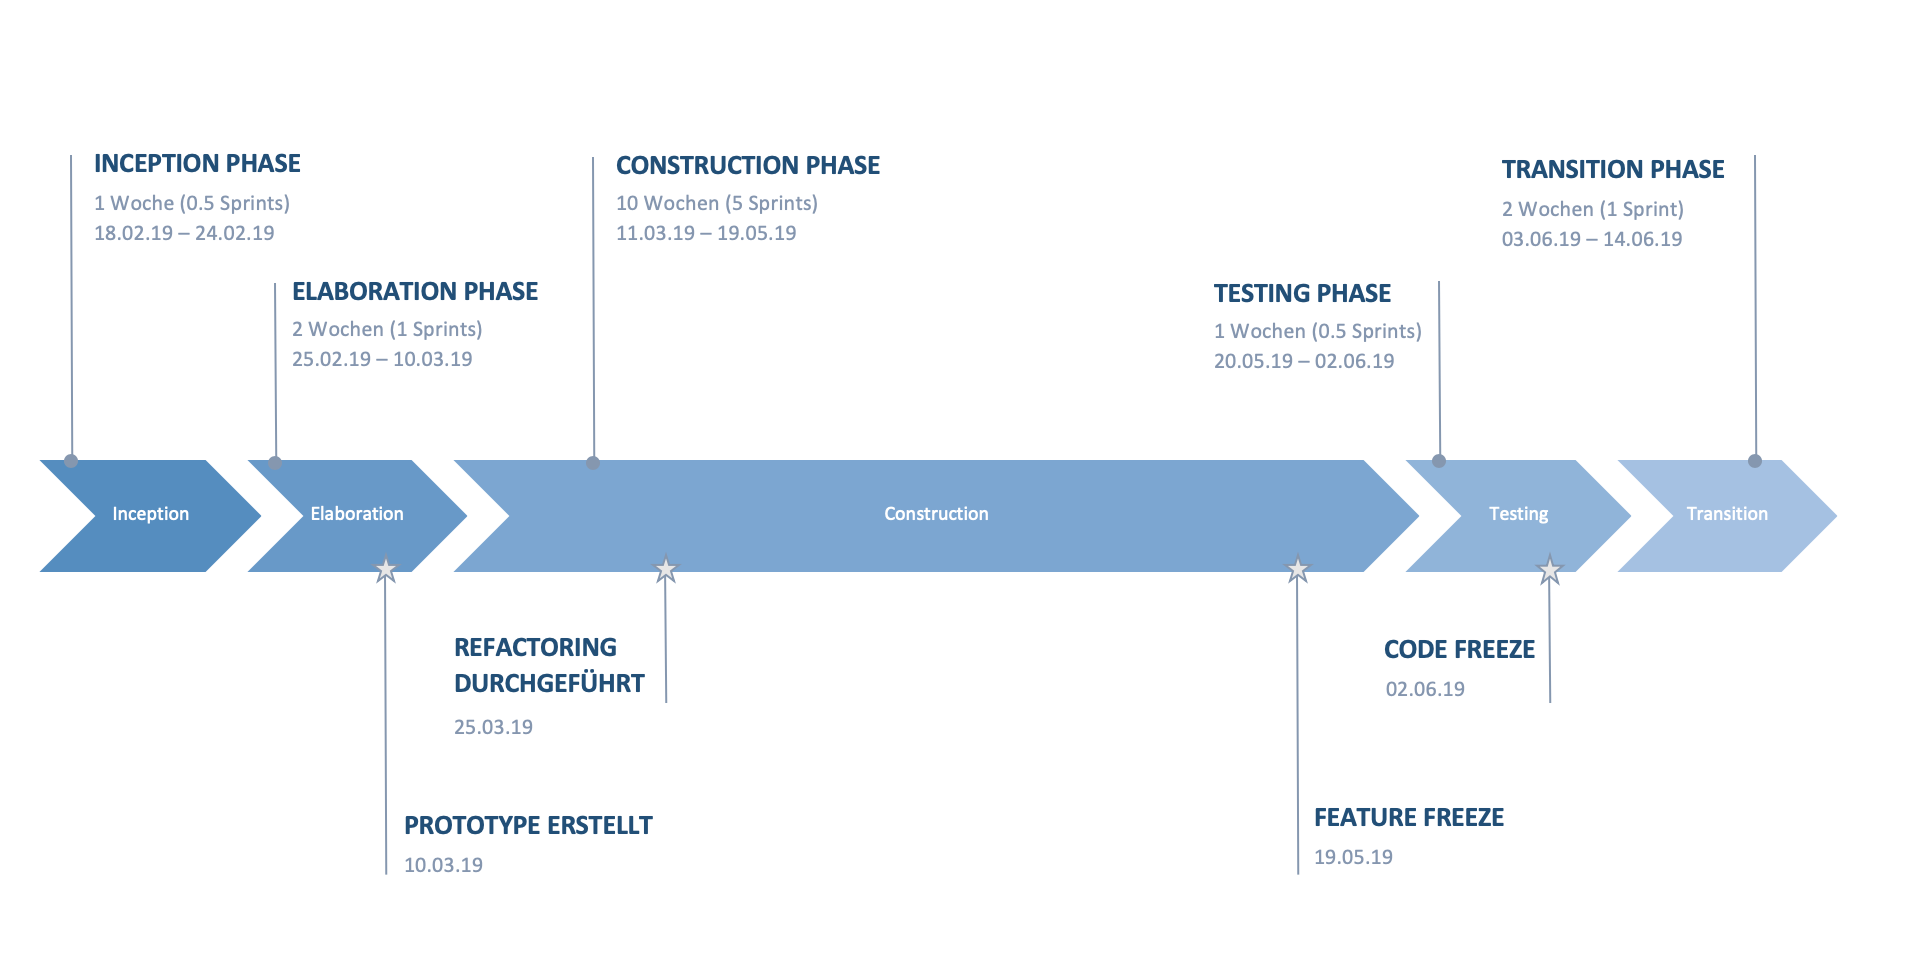 INCEPTION PHASE
1 Woche (0.5 Sprints)
18.02.19 – 24.02.19
ELABORATION PHASE
2 Wochen (1 Sprints)
25.02.19 – 10.03.19
CONSTRUCTION PHASE
10 Wochen (5 Sprints)
11.03.19 – 19.05.19
TESTING PHASE
1 Wochen (0.5 Sprints)
20.05.19 – 02.06.19
TRANSITION PHASE
2 Wochen (1 Sprint)
03.06.19 – 14.06.19
Inception
Elaboration
Construction
Testing
Transition
REFACTORING
DURCHGEFÜHRT
25.03.19
PROTOTYPE ERSTELLT
10.03.19
CODE FREEZE
02.06.19
FEATURE FREEZE
19.05.19